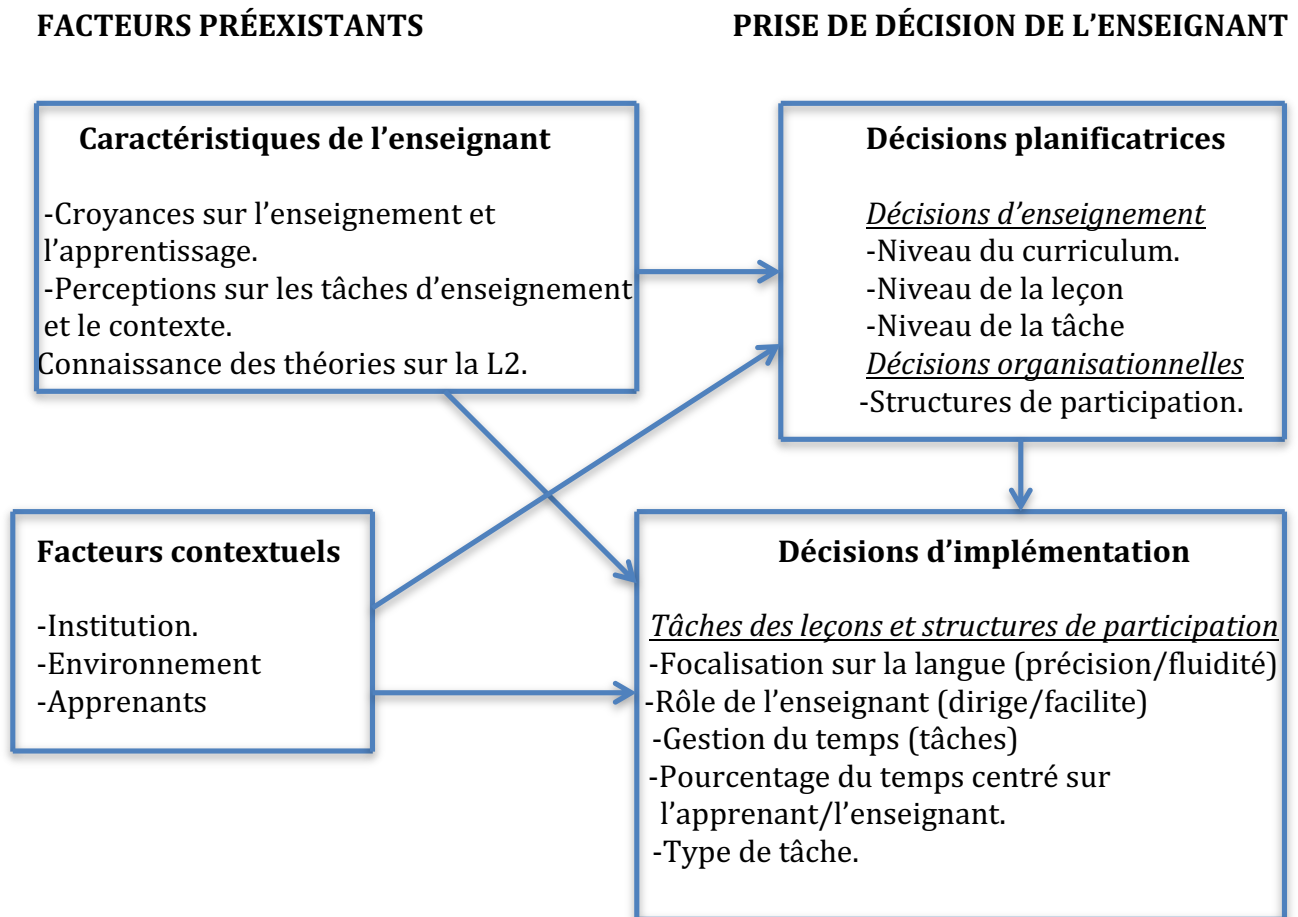 FACTEURS PRÉEXISTANTS
PRISE DE DÉCISION DE L’ENSEIGNANT
Caractéristiques de l’enseignant
-Croyances sur l’enseignement et
l’apprentissage.
-Perceptions sur les tâches d’enseignement
et le contexte.
Connaissance des théories sur la L2.
Décisions planificatrices
Décisions d’enseignement
-Niveau du curriculum.
-Niveau de la leçon
-Niveau de la tâche
Décisions organisationnelles
-Structures de participation.
Facteurs contextuels
-Institution.
-Environnement
-Apprenants
Décisions d’implémentation
Tâches des leçons et structures de participation
-Focalisation sur la langue (précision/fluidité)
-Rôle de l’enseignant (dirige/facilite)
-Gestion du temps (tâches)
-Pourcentage du temps centré sur
l’apprenant/l’enseignant.
-Type de tâche.